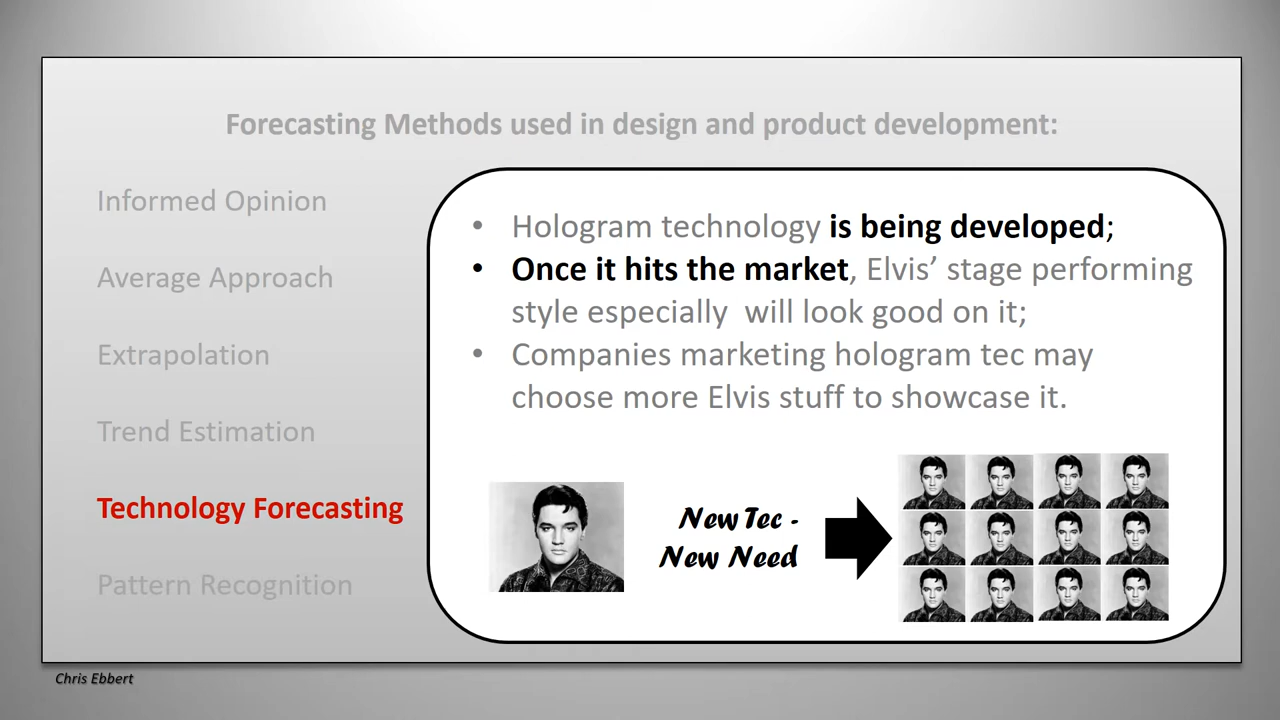 Forecasting Methods used in design and product development:
Informed Opinion
Average Approach
Extrapolation
Trend Estimation
Technology Forecasting
Pattern Recognition
• Hologram technology is being developed;
• Once it hits the market, Elvis’ stage performing
style especially will look good on it;
• Companies marketing hologram tec may
choose more Elvis stuff to showcase it.
New Tec -
New Need
Chris Ebbert